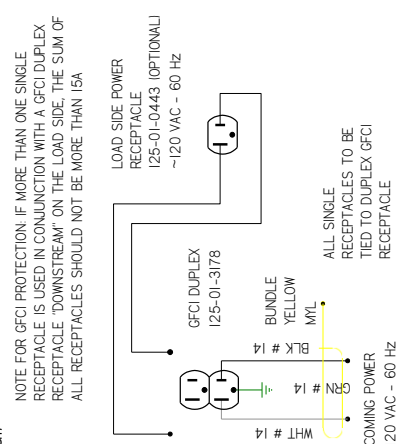 NOTE FOR GFCI PROTECTION: IF MORE THAN ONE SINGLE
RECEPTACLE IS USED IN CONJUNCTION WITH A GFCI DUPLEX
RECEPTACLE "DOWNSTREAM" ON THE LOAD SIDE, THE SUM OF
ALL RECEPTACLES SHOULD NOT BE MORE THAN 15A
LOAD SIDE POWER
RECEPTACLE
125-01-0443 (OPTIONAL)
~120 VAC - 60 Hz
GFCI DUPLEX
125-01-3178
BUNDLE
YELLOW
MYL
ALL SINGLE
RECEPTACLES TO BE
TIED TO DUPLEX GFCI
RECEPTACLE
WHT # 14
GRN # 14
BLK # 14
COMING POWER
20 VAC - 60 Hz